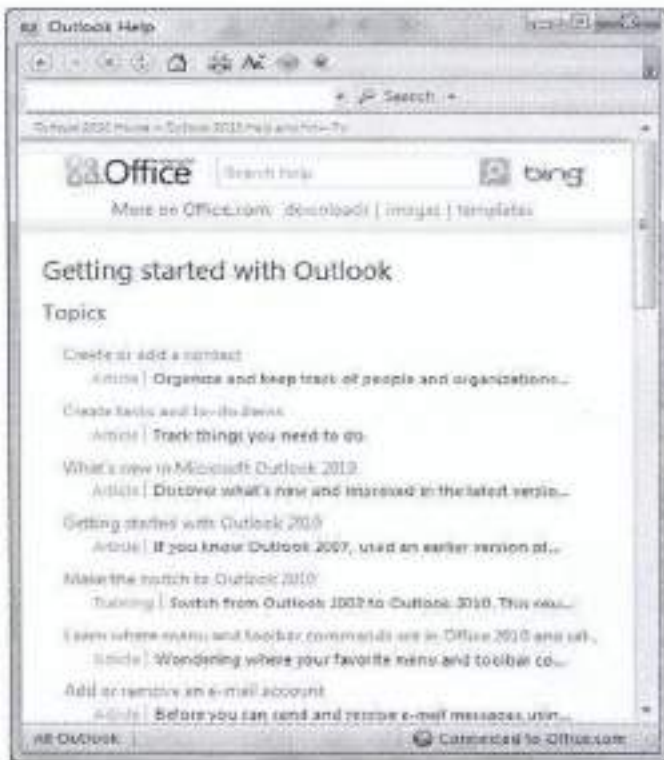 Outlook Help
Search
Office Search help bing
More on Office.com: downloads | images | templates
Getting started with Outlook
Topics
Create or add a contact
Article | Organize and keep track of people and organizations...
Create tasks and to-do items
Article | Track things you need to do.
What's new in Microsoft Outlook 2010
Article | Discover what's new and improved in the latest versio...
Getting started with Outlook 2010
Article | If you know Outlook 2007, used an earlier version of...
Make the switch to Outlook 2010
Training | Switch from Outlook 2003 to Outlook 2010. This
Learn where menu and toolbar commands are in Office 2010 and
Article | Wondering where your favorite menu and toolbar co...
Add or remove an e-mail account
Article | Before you can send and receive e-mail messages usin...
All Outlook
Connected to Office.com